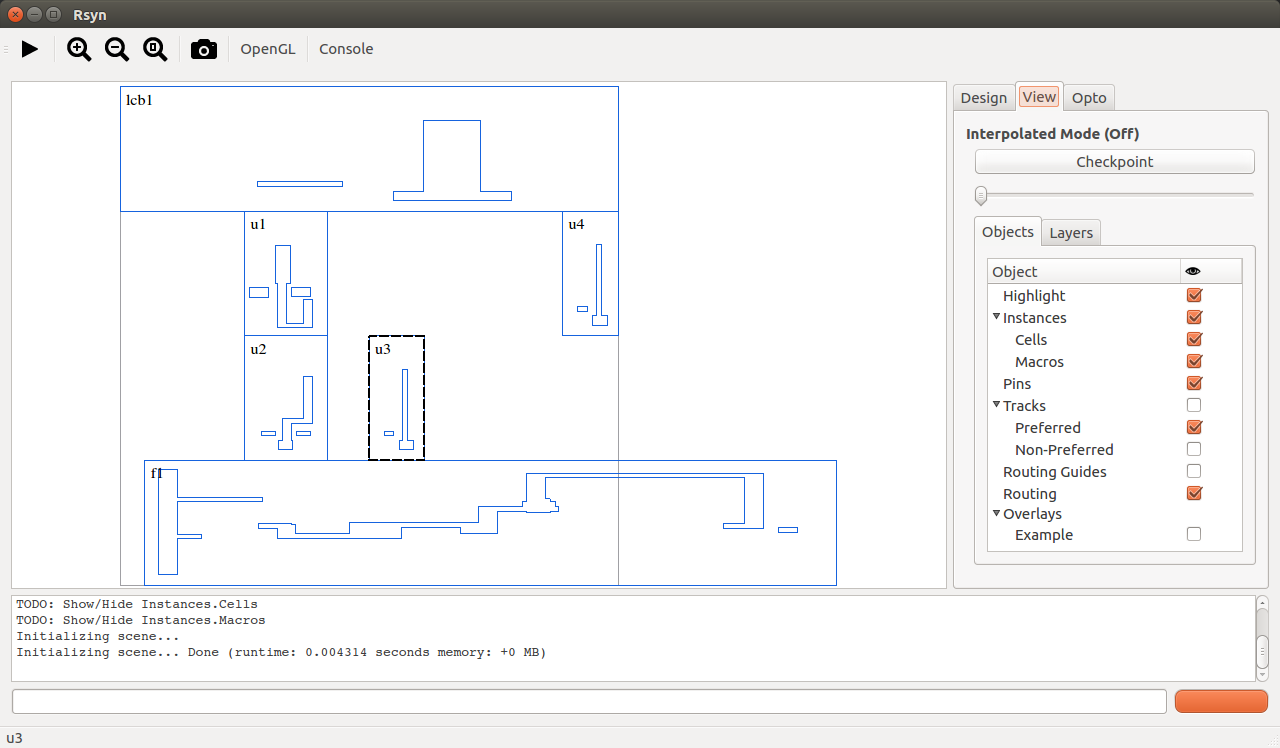 Rsyn
OpenGL Console
lcb1
u1
u4
u2
u3
f1
Design View Opto
Interpolated Mode (Off)
Checkpoint
Objects Layers
Object
Highlight
Instances
Cells
Macros
Pins
Tracks
Preferred
Non-Preferred
Routing Guides
Routing
Overlays
Example
TODO: Show/Hide Instances.Cells
TODO: Show/Hide Instances.Macros
Initializing scene...
Initializing scene... Done (runtime: 0.004314 seconds memory: +0 MB)
u3